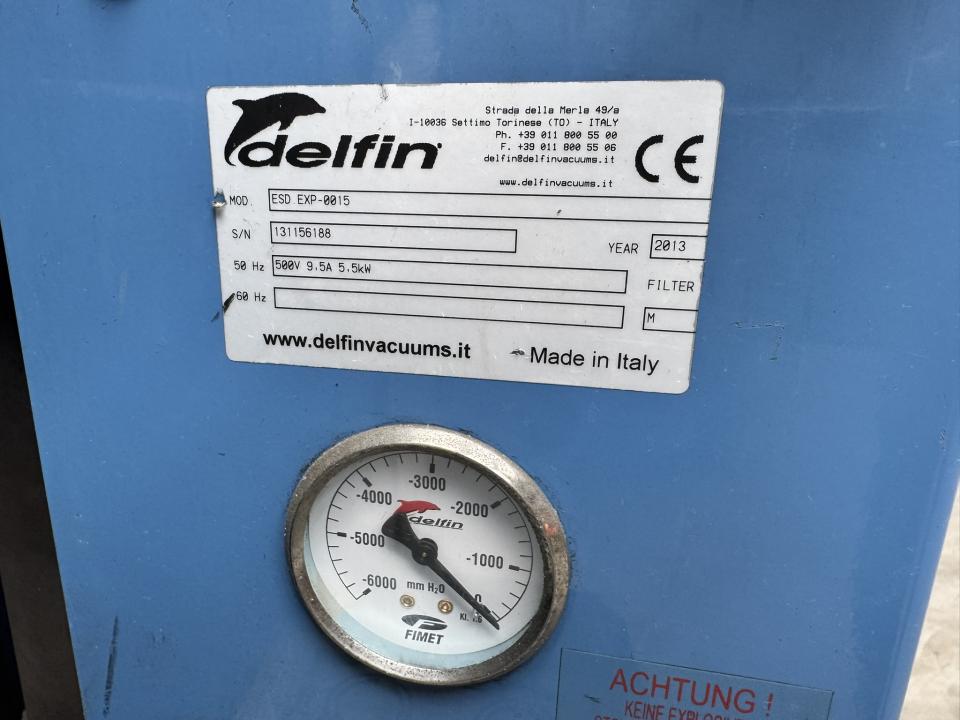 delfin
Strada della Merla 49/a
I-10036 Settimo Torinese (TO) - ITALY
Ph. +39 011 800 55 00
F. +39 011 800 55 06
delfin@delfinvacuums.it
www.delfinvacuums.it
CE
MOD. ESD EXP-0015
S/N 131156188 YEAR 2013
50 Hz 500V 9.5A 5.5kW FILTER
60 Hz M
www.delfinvacuums.it Made in Italy
-3000
-4000 -2000
delfin
-5000 -1000
-6000 mm H2O 0
Kl. 1.6
FIMET
ACHTUNG !
KEINE